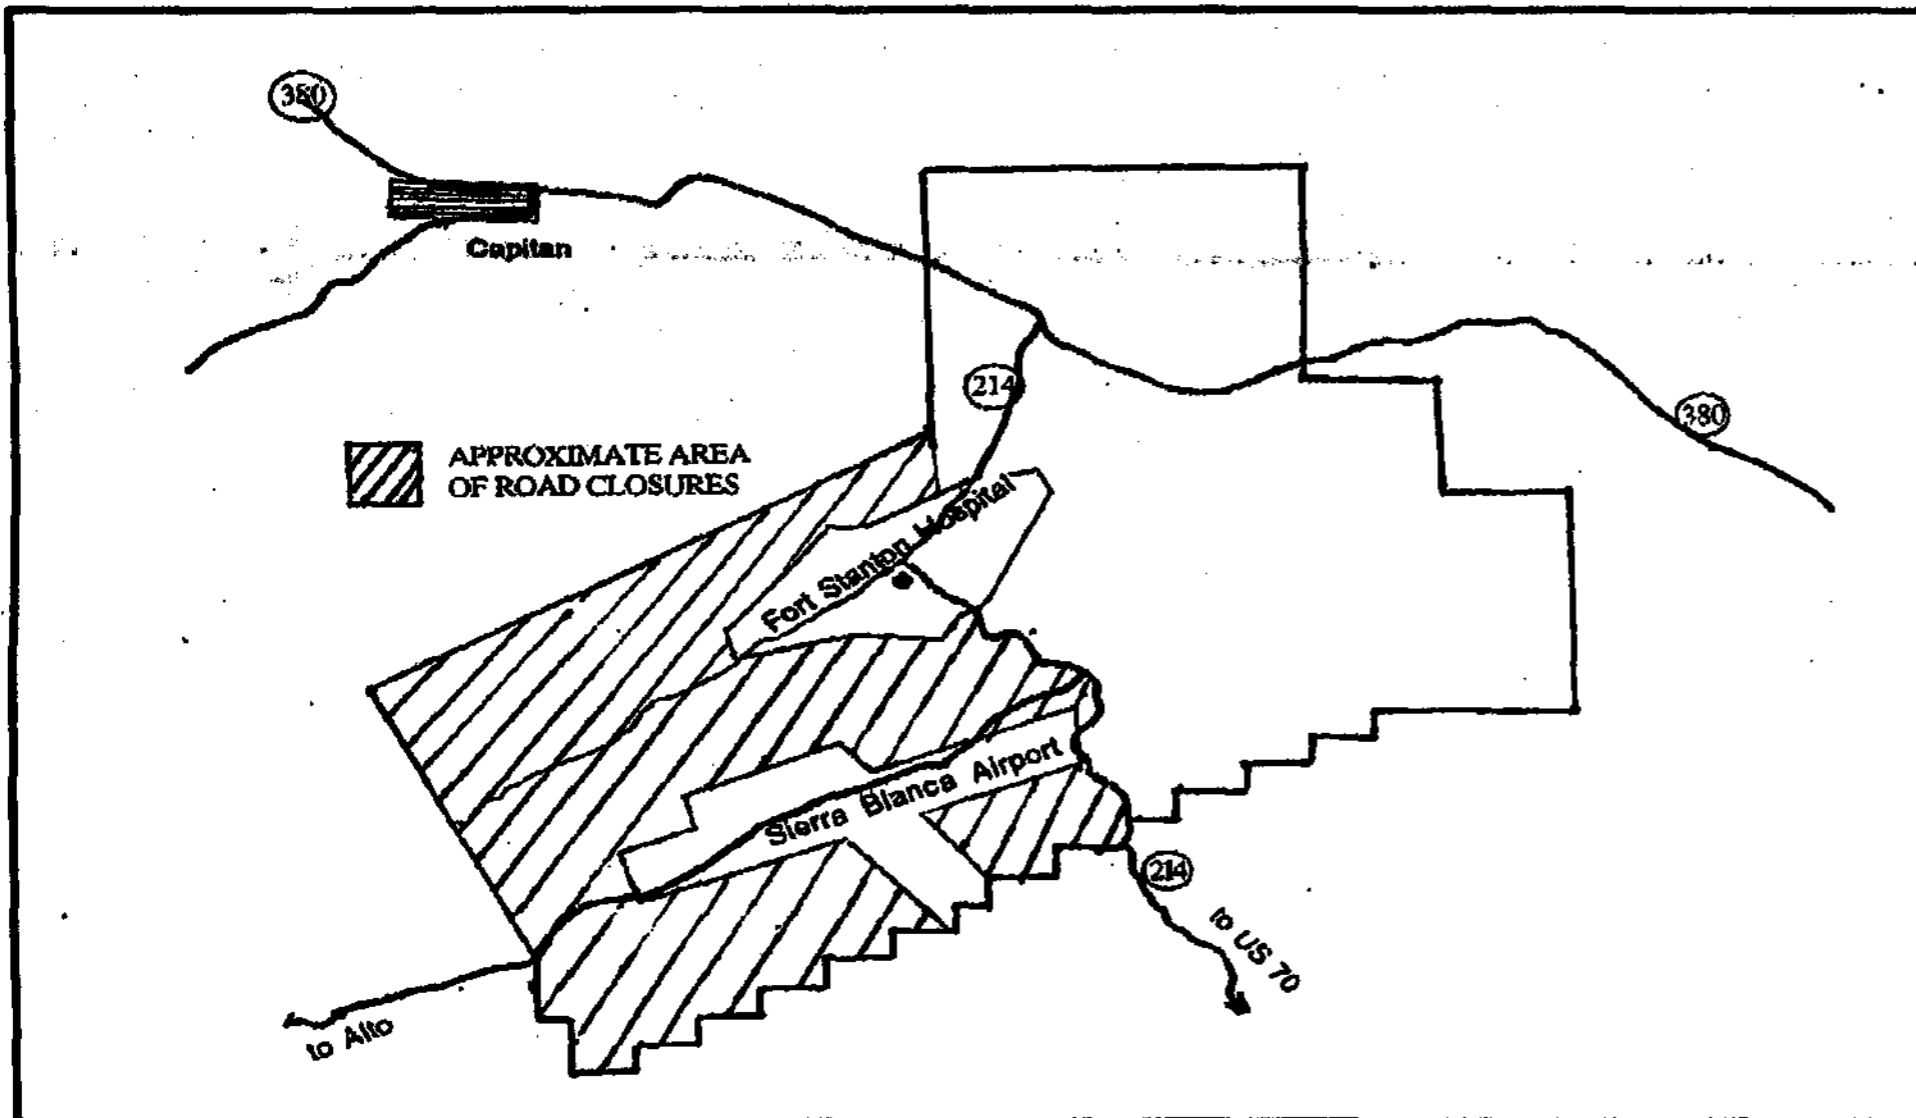 380
Capitan
214
380
APPROXIMATE AREA
OF ROAD CLOSURES
Fort Stanton Hospital
Sierra Blanca Airport
214
to US 70
to Alto